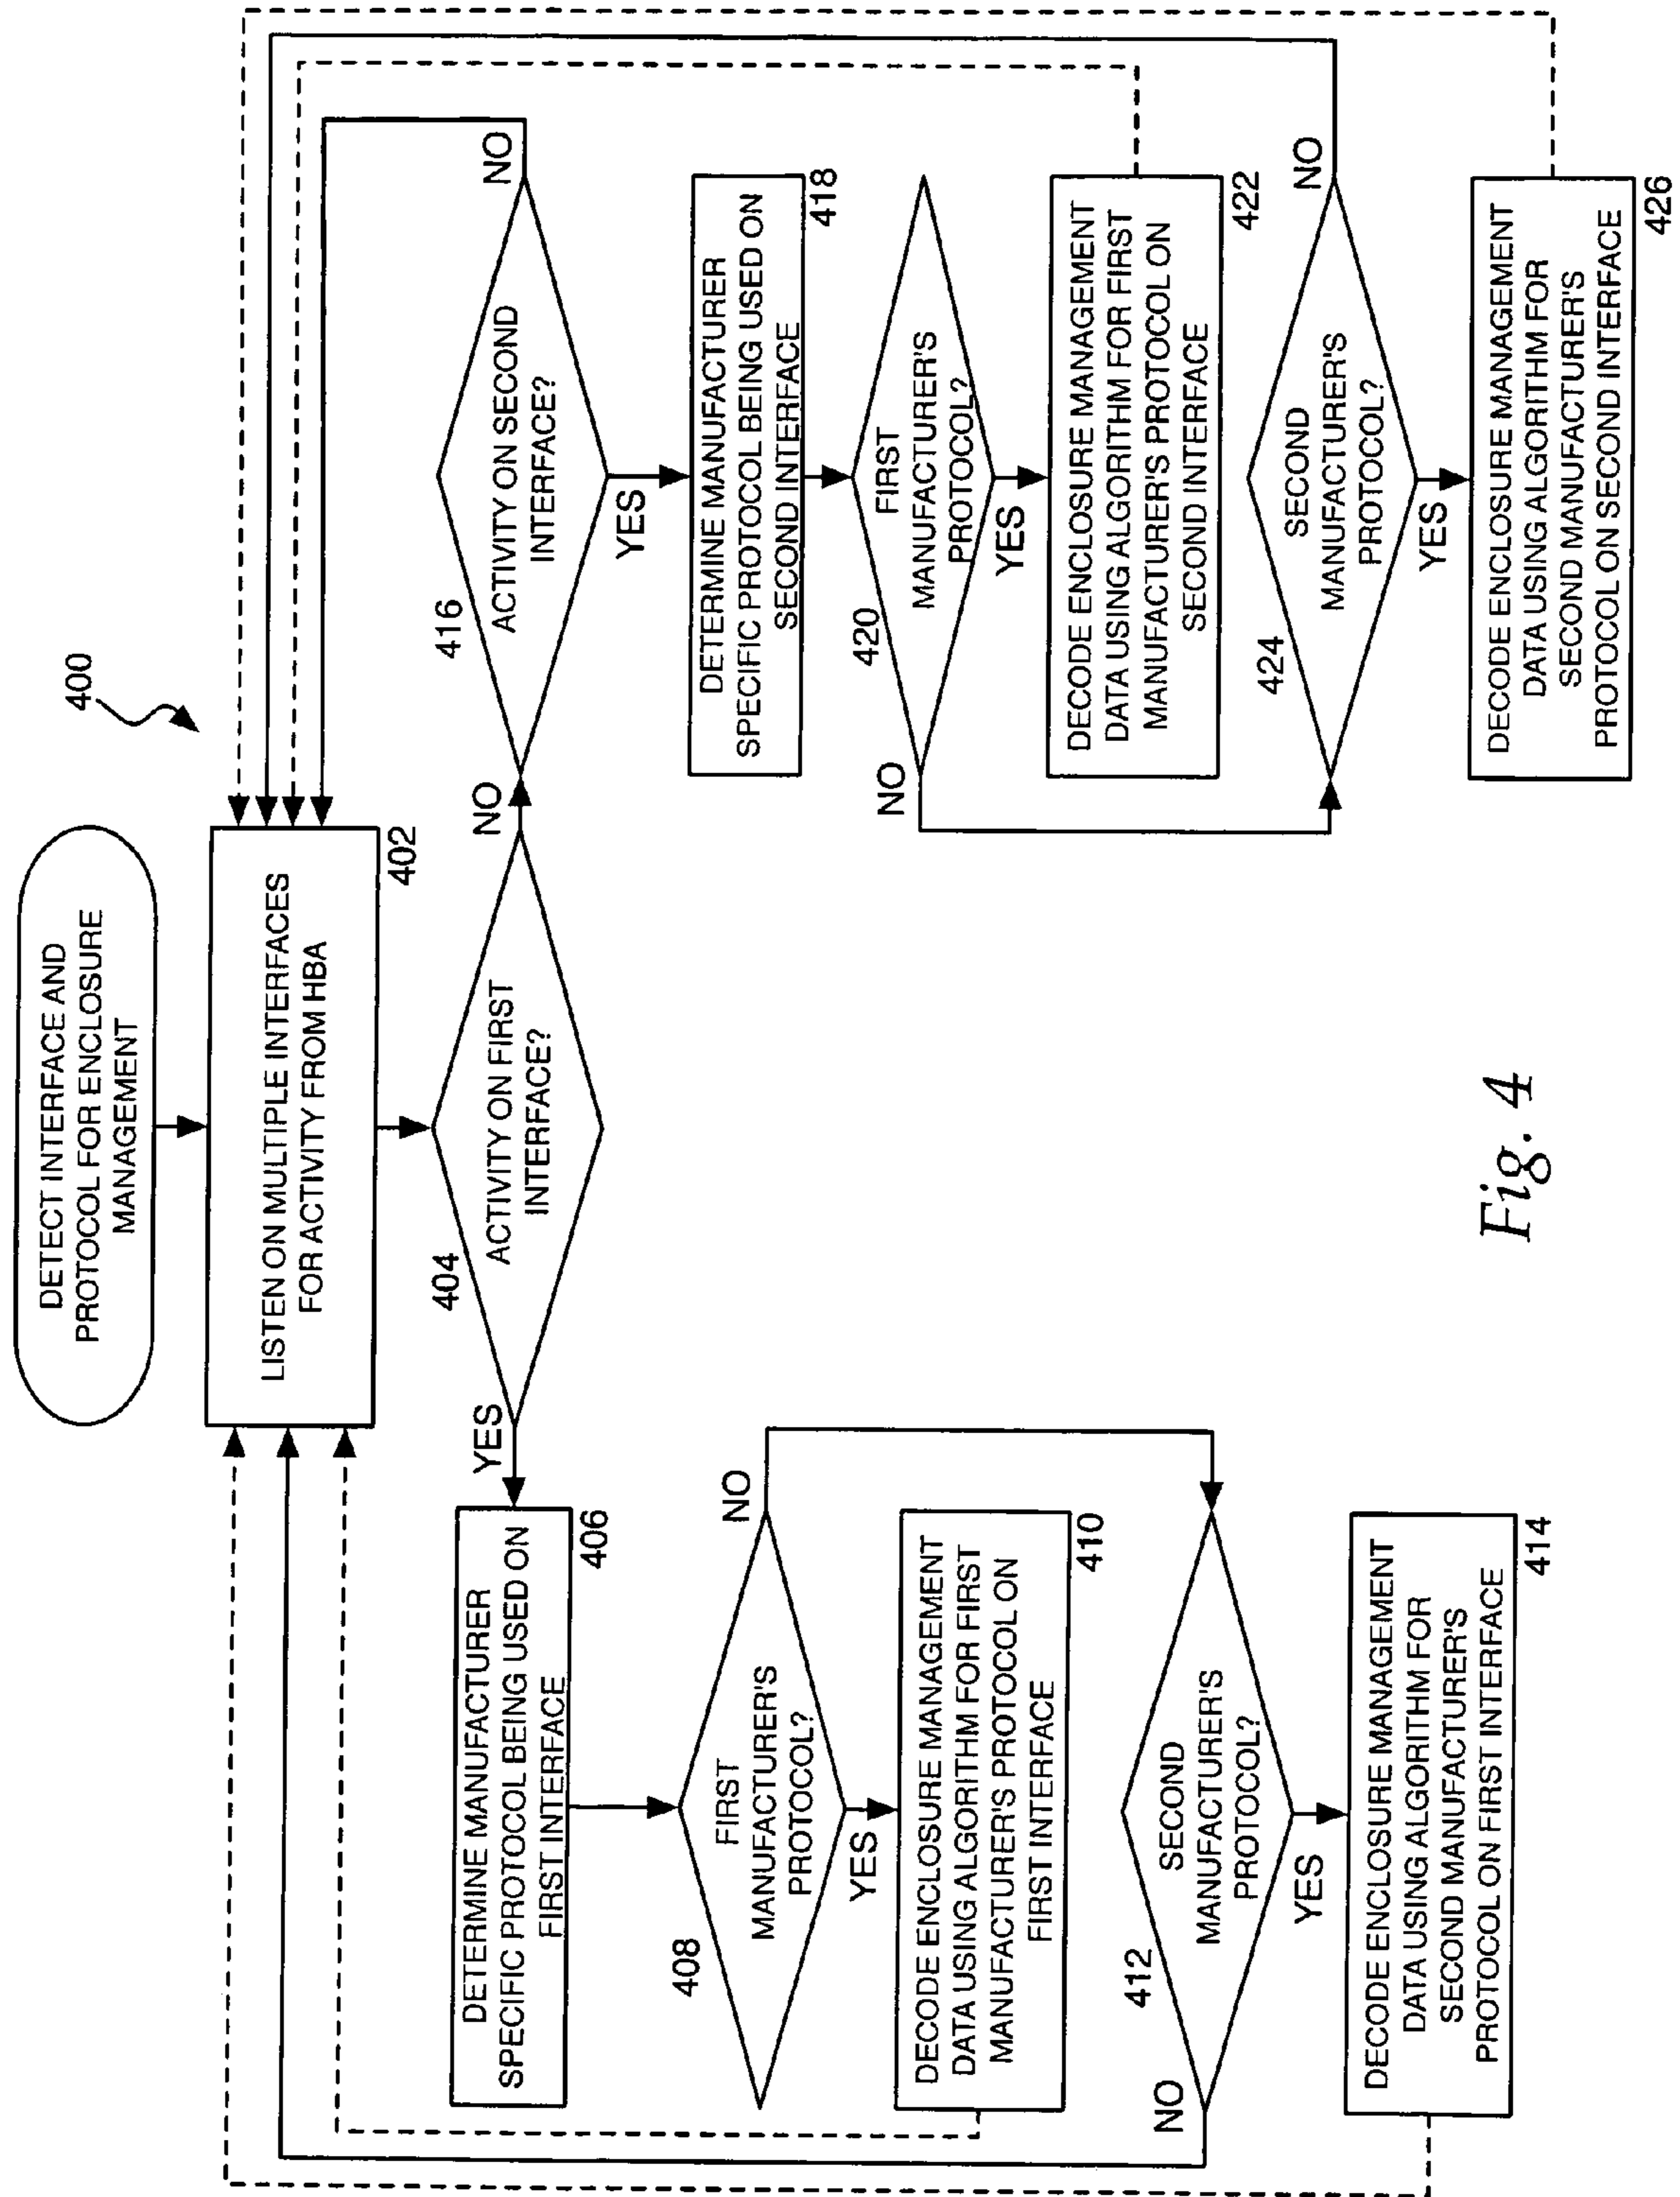 400
DETECT INTERFACE AND
PROTOCOL FOR ENCLOSURE
MANAGEMENT
LISTEN ON MULTIPLE INTERFACES
FOR ACTIVITY FROM HBA
402
404
ACTIVITY ON FIRST
INTERFACE?
YES
NO
DETERMINE MANUFACTURER
SPECIFIC PROTOCOL BEING USED ON
FIRST INTERFACE
406
408
FIRST
MANUFACTURER'S
PROTOCOL?
NO
YES
DECODE ENCLOSURE MANAGEMENT
DATA USING ALGORITHM FOR FIRST
MANUFACTURER'S PROTOCOL ON
FIRST INTERFACE
410
412
SECOND
MANUFACTURER'S
PROTOCOL?
NO
YES
DECODE ENCLOSURE MANAGEMENT
DATA USING ALGORITHM FOR
SECOND MANUFACTURER'S
PROTOCOL ON FIRST INTERFACE
414
416
ACTIVITY ON SECOND
INTERFACE?
NO
YES
DETERMINE MANUFACTURER
SPECIFIC PROTOCOL BEING USED ON
SECOND INTERFACE
418
420
FIRST
MANUFACTURER'S
PROTOCOL?
NO
YES
DECODE ENCLOSURE MANAGEMENT
DATA USING ALGORITHM FOR FIRST
MANUFACTURER'S PROTOCOL ON
SECOND INTERFACE
422
424
SECOND
MANUFACTURER'S
PROTOCOL?
NO
YES
DECODE ENCLOSURE MANAGEMENT
DATA USING ALGORITHM FOR
SECOND MANUFACTURER'S
PROTOCOL ON SECOND INTERFACE
426
Fig. 4